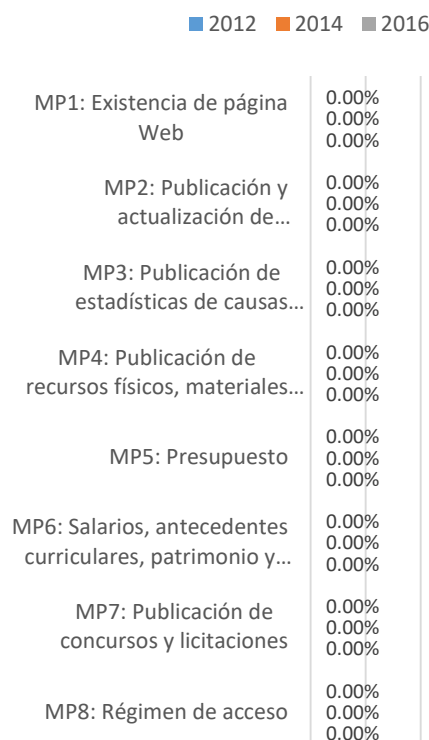 2012 2014 2016
MP1: Existencia de página
Web
0.00%
0.00%
0.00%
MP2: Publicación y
actualización de...
0.00%
0.00%
0.00%
MP3: Publicación de
estadísticas de causas...
0.00%
0.00%
0.00%
MP4: Publicación de
recursos físicos, materiales...
0.00%
0.00%
0.00%
MP5: Presupuesto
0.00%
0.00%
0.00%
MP6: Salarios, antecedentes
curriculares, patrimonio y...
0.00%
0.00%
0.00%
MP7: Publicación de
concursos y licitaciones
0.00%
0.00%
0.00%
MP8: Régimen de acceso
0.00%
0.00%
0.00%